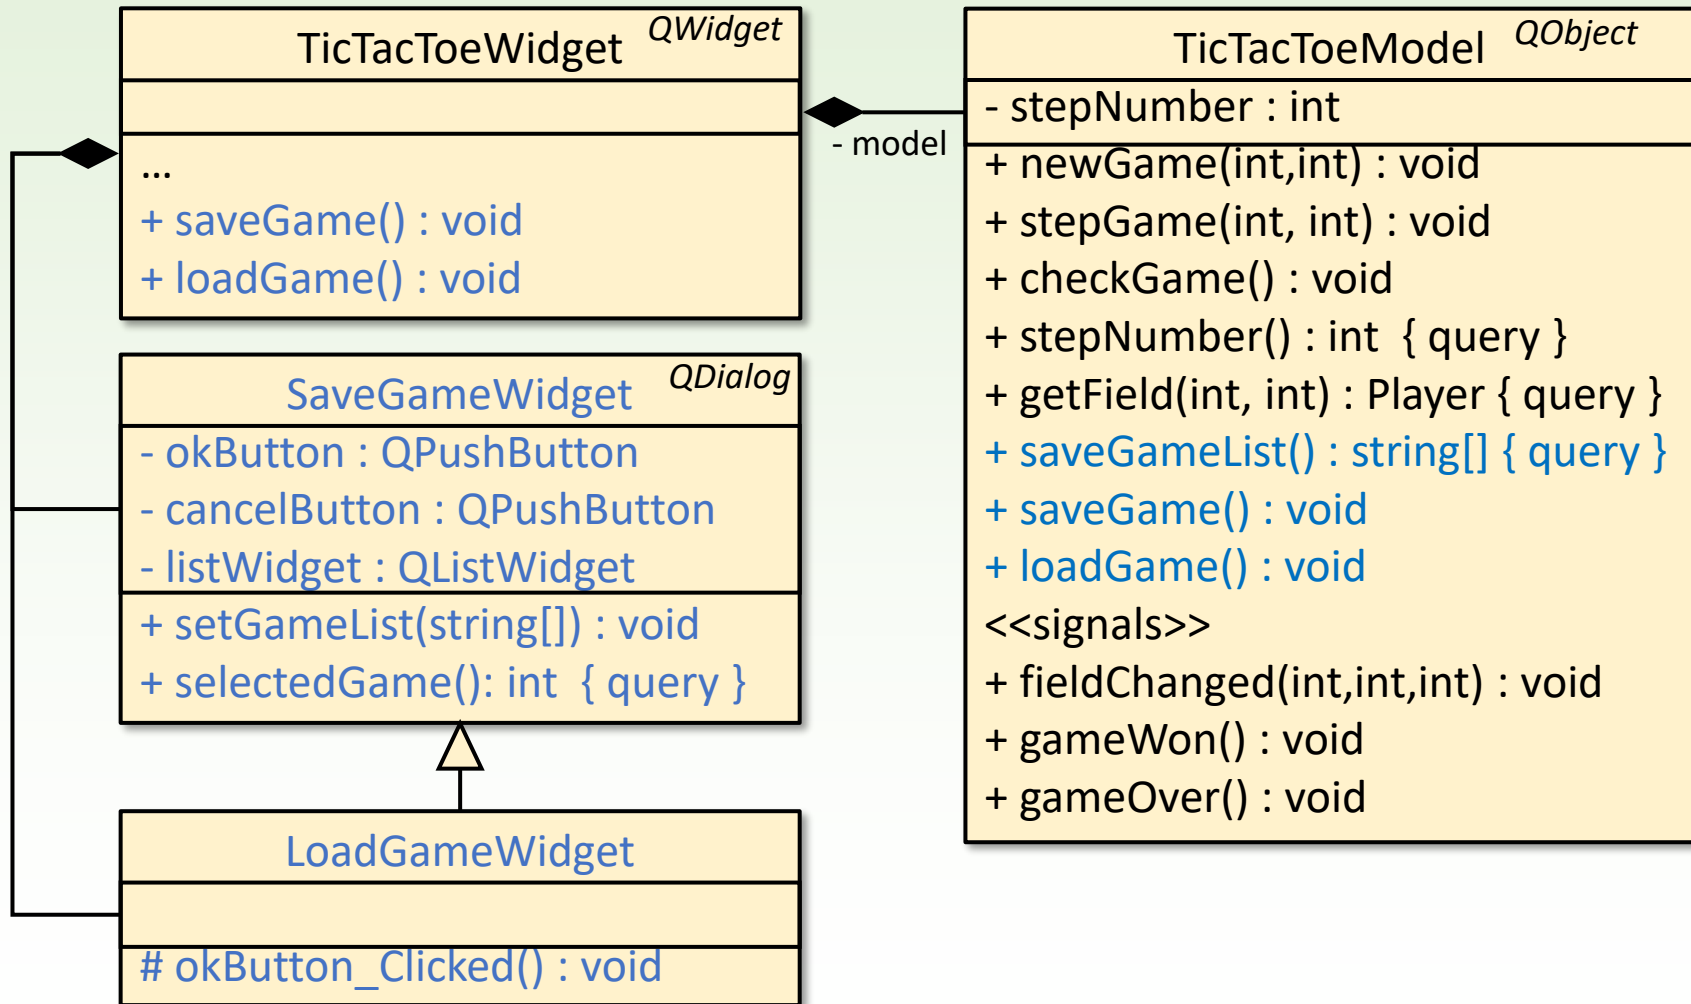 TicTacToeWidget QWidget
...
+ saveGame() : void
+ loadGame() : void
SaveGameWidget QDialog
- okButton : QPushButton
- cancelButton : QPushButton
- listWidget : QListWidget
+ setGameList(string[]) : void
+ selectedGame(): int { query }
LoadGameWidget
# okButton_Clicked() : void
- model
TicTacToeModel QObject
- stepNumber : int
+ newGame(int,int) : void
+ stepGame(int, int) : void
+ checkGame() : void
+ stepNumber() : int { query }
+ getField(int, int) : Player { query }
+ saveGameList() : string[] { query }
+ saveGame() : void
+ loadGame() : void
<<signals>>
+ fieldChanged(int,int,int) : void
+ gameWon() : void
+ gameOver() : void